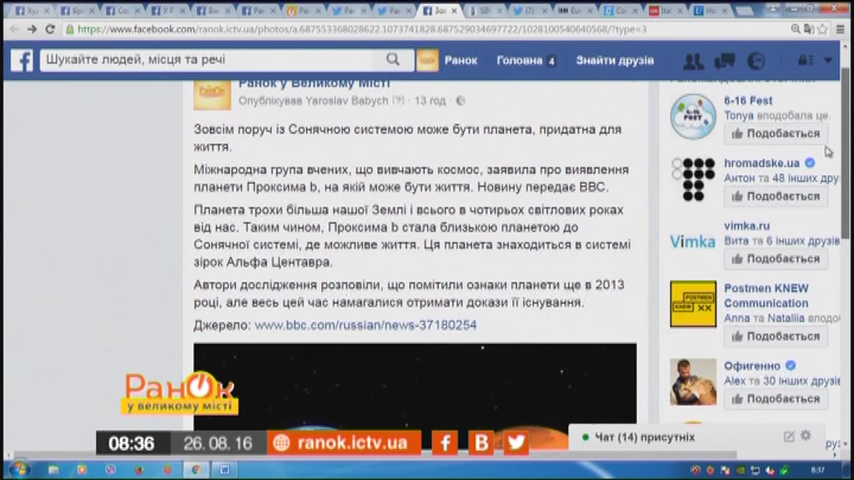 https://www.facebook.com/ranok.ictv.ua/photos/a.687553368028622.1073741828.687529034697722/1028100540640568/?type=3
Шукайте людей, місця та речі
Ранок
Головна 4
Знайти друзів
Ранок у Великому Місті
Опублікував Yaroslav Babych [?] · 13 год ·
Зовсім поруч із Сонячною системою може бути планета, придатна для
життя.
Міжнародна група вчених, що вивчають космос, заявила про виявлення
планети Проксима b, на якій може бути життя. Новину передає BBC.
Планета трохи більша нашої Землі і всього в чотирьох світлових роках
від нас. Таким чином, Проксима b стала близькою планетою до
Сонячної системі, де можливе життя. Ця планета знаходиться в системі
зірок Альфа Центавра.
Автори дослідження розповіли, що помітили ознаки планети ще в 2013
році, але весь цей час намагалися отримати докази її існування.
Джерело: www.bbc.com/russian/news-37180254
6-16 Fest
Tonya вподобала це.
Подобається
hromadske.ua
Антон та 48 інших дру
Подобається
vimka.ru
Вита та 6 інших друзів
Подобається
Postmen KNEW
Communication
Anna та Nataliia вподо
Подобається
Офигенно
Alex та 30 інших друзів
Подобається
Чат (14) присутніх
РанОк
у великому місті
08:36
26.08.16
ranok.ictv.ua
8:37